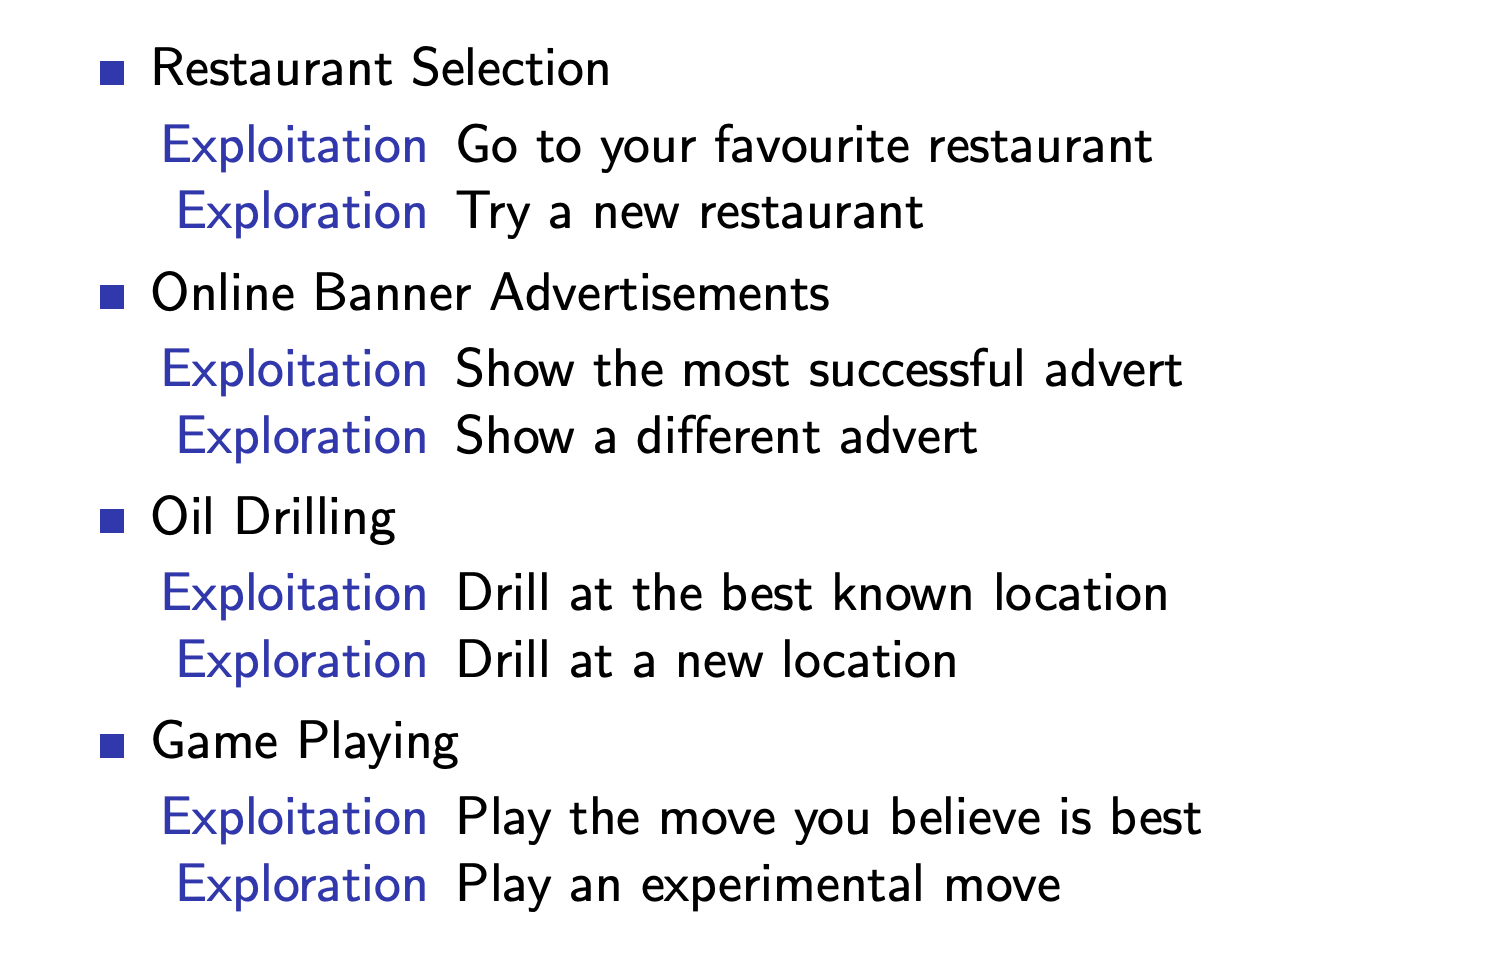 Restaurant Selection
Exploitation Go to your favourite restaurant
Exploration Try a new restaurant
Online Banner Advertisements
Exploitation Show the most successful advert
Exploration Show a different advert
Oil Drilling
Exploitation Drill at the best known location
Exploration Drill at a new location
Game Playing
Exploitation Play the move you believe is best
Exploration Play an experimental move